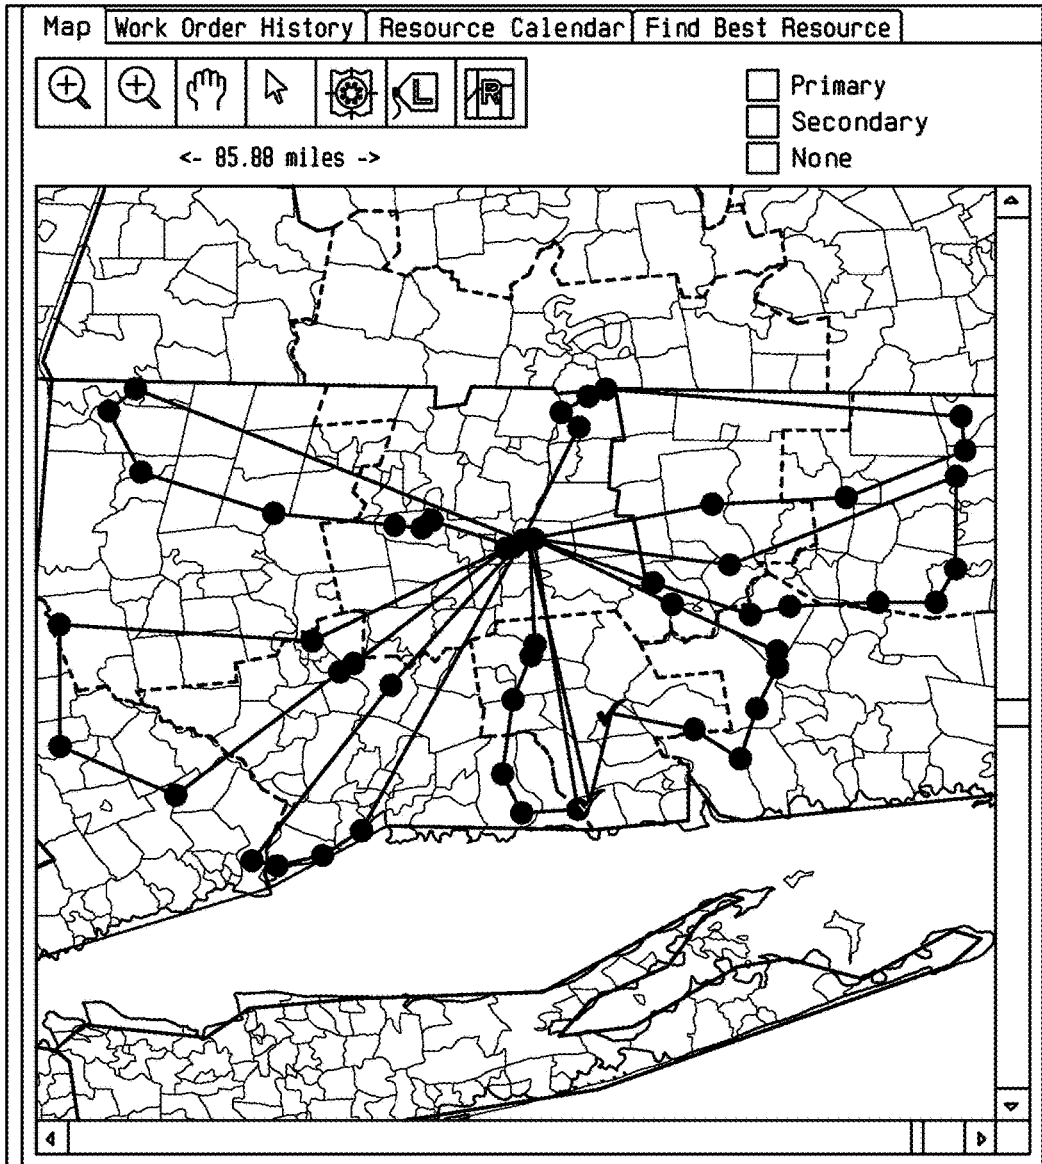 Map Work Order History Resource Calendar Find Best Resource
L R
Primary
Secondary
<- 85.88 miles ->
None